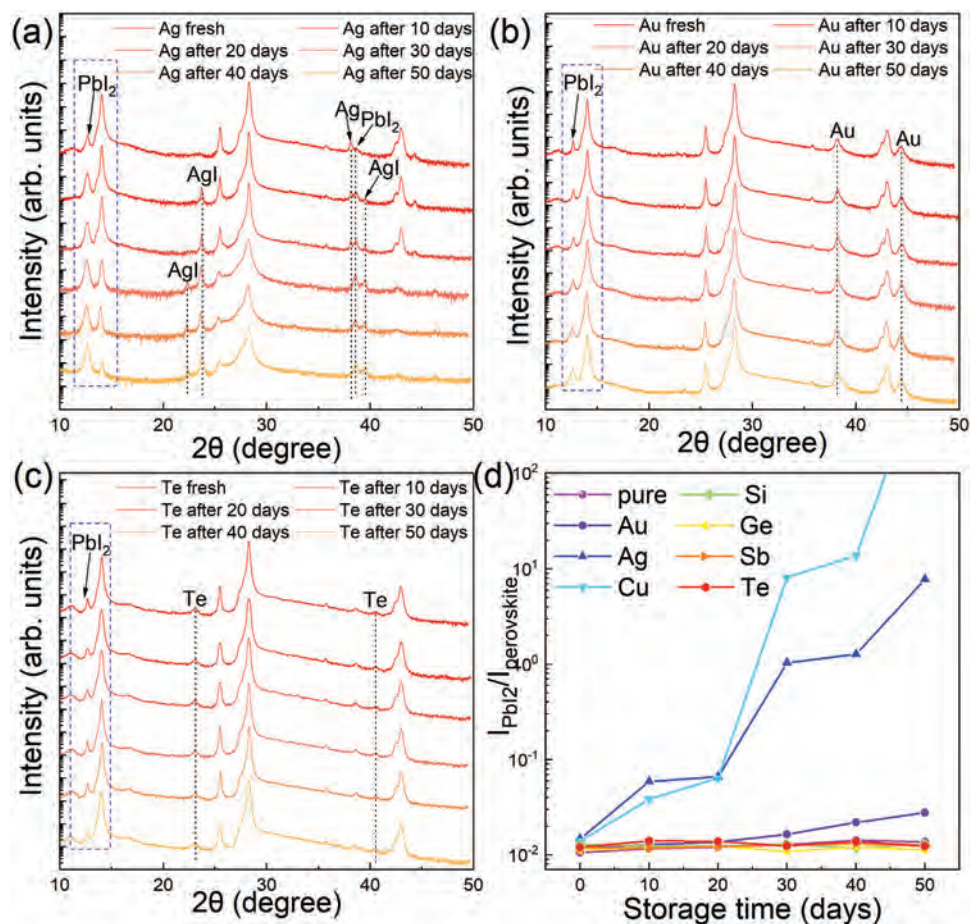 (a)
Ag fresh
Ag after 10 days
Ag after 20 days
Ag after 30 days
Ag after 40 days
Ag after 50 days
PbI2
Ag
PbI2
AgI
AgI
AgI
Intensity (arb. units)
10 20 30 40 50
2θ (degree)
(b)
Au fresh
Au after 10 days
Au after 20 days
Au after 30 days
Au after 40 days
Au after 50 days
PbI2
Au
Au
Intensity (arb. units)
10 20 30 40 50
2θ (degree)
(c)
Te fresh
Te after 10 days
Te after 20 days
Te after 30 days
Te after 40 days
Te after 50 days
PbI2
Te
Te
Intensity (arb. units)
10 20 30 40 50
2θ (degree)
(d)
pure
Si
Au
Ge
Ag
Sb
Cu
Te
10^2
10^1
10^0
10^-1
10^-2
IPbI2/Iperovskite
0 10 20 30 40 50
Storage time (days)